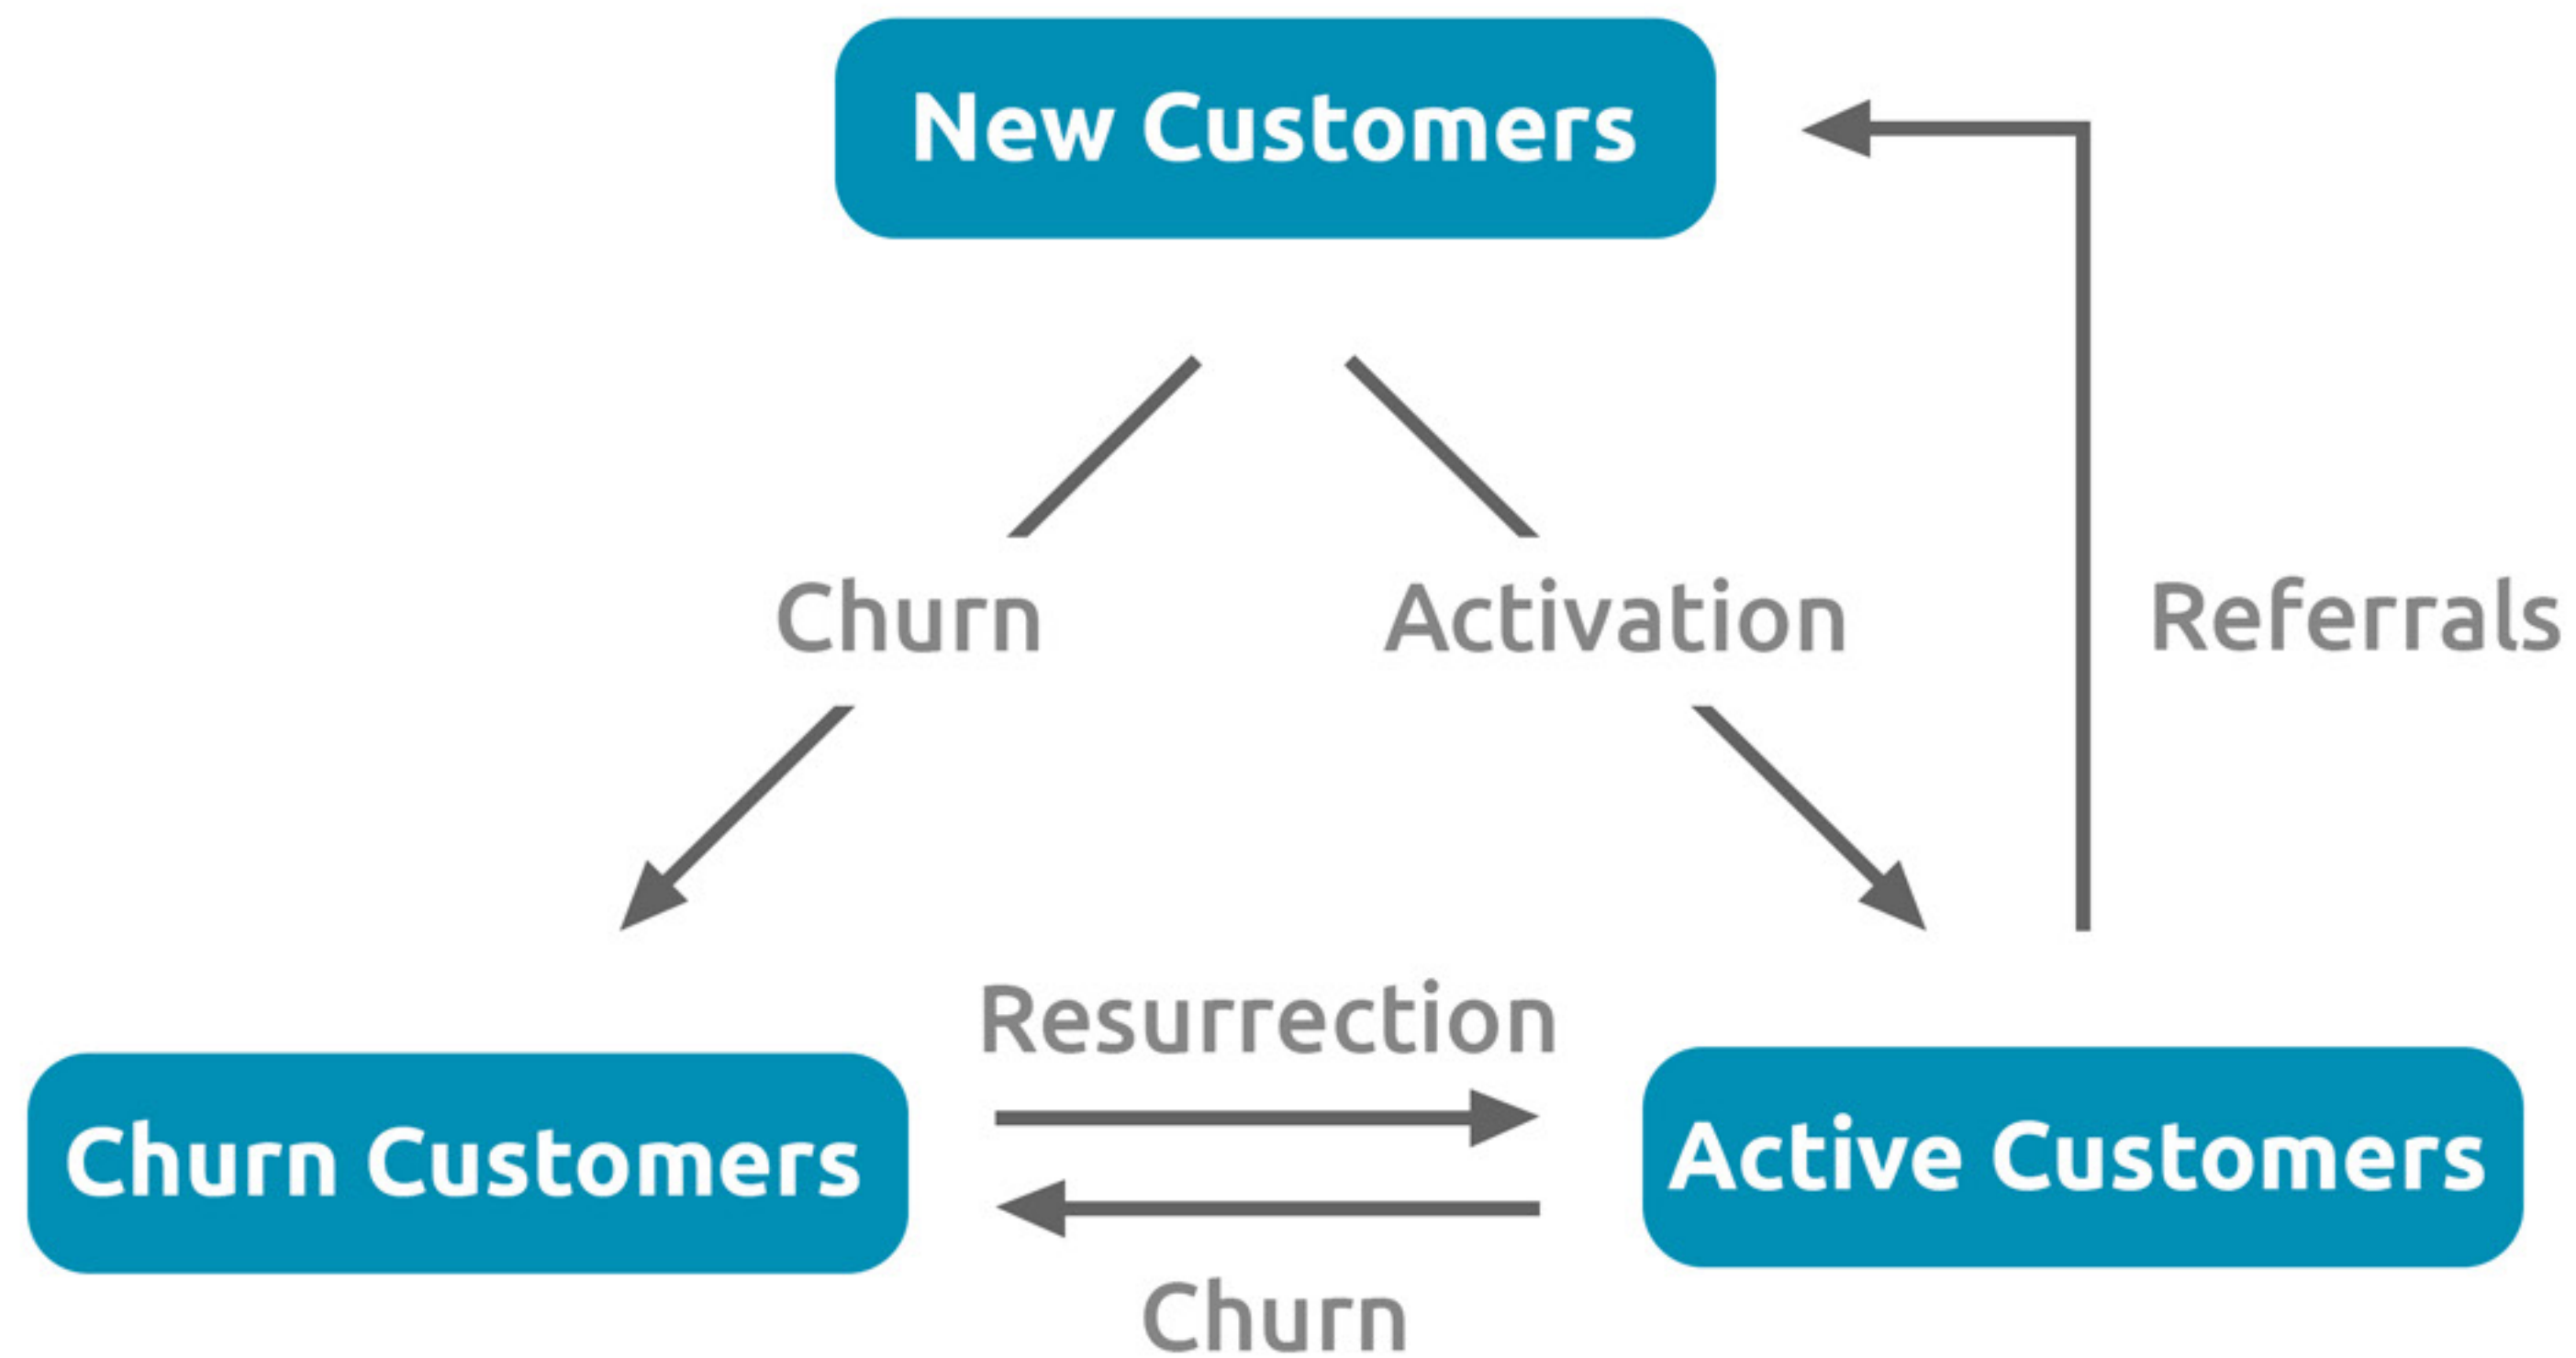 New Customers
Churn
Activation
Referrals
Resurrection
Churn Customers
Active Customers
Churn